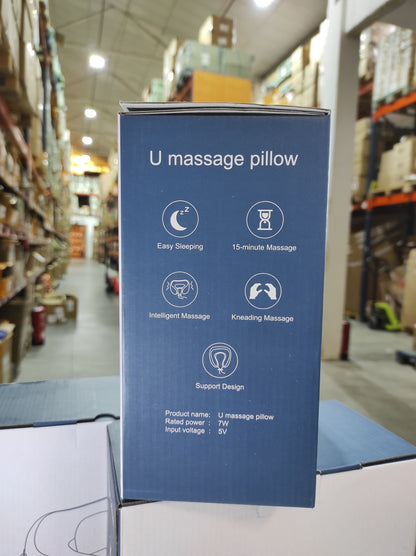 U massage pillow
z z
Easy Sleeping
15-minute Massage
Intelligent Massage
Kneading Massage
Support Design
Product name: U massage pillow
Rated power : 7W
Input voltage : 5V